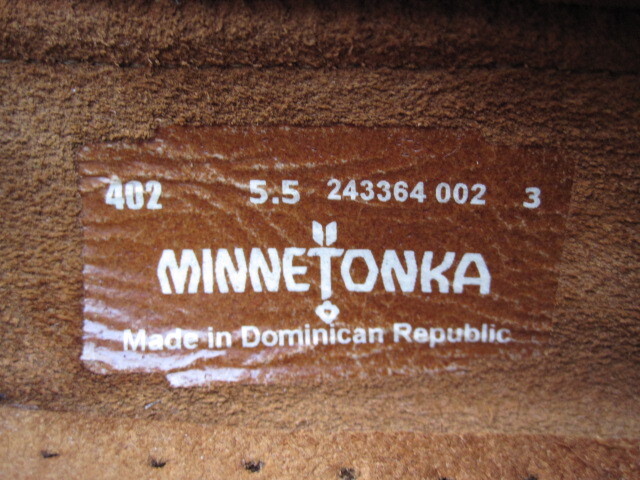 402 5.5 243364 002 3
MINNETONKA
Made in Dominican Republic